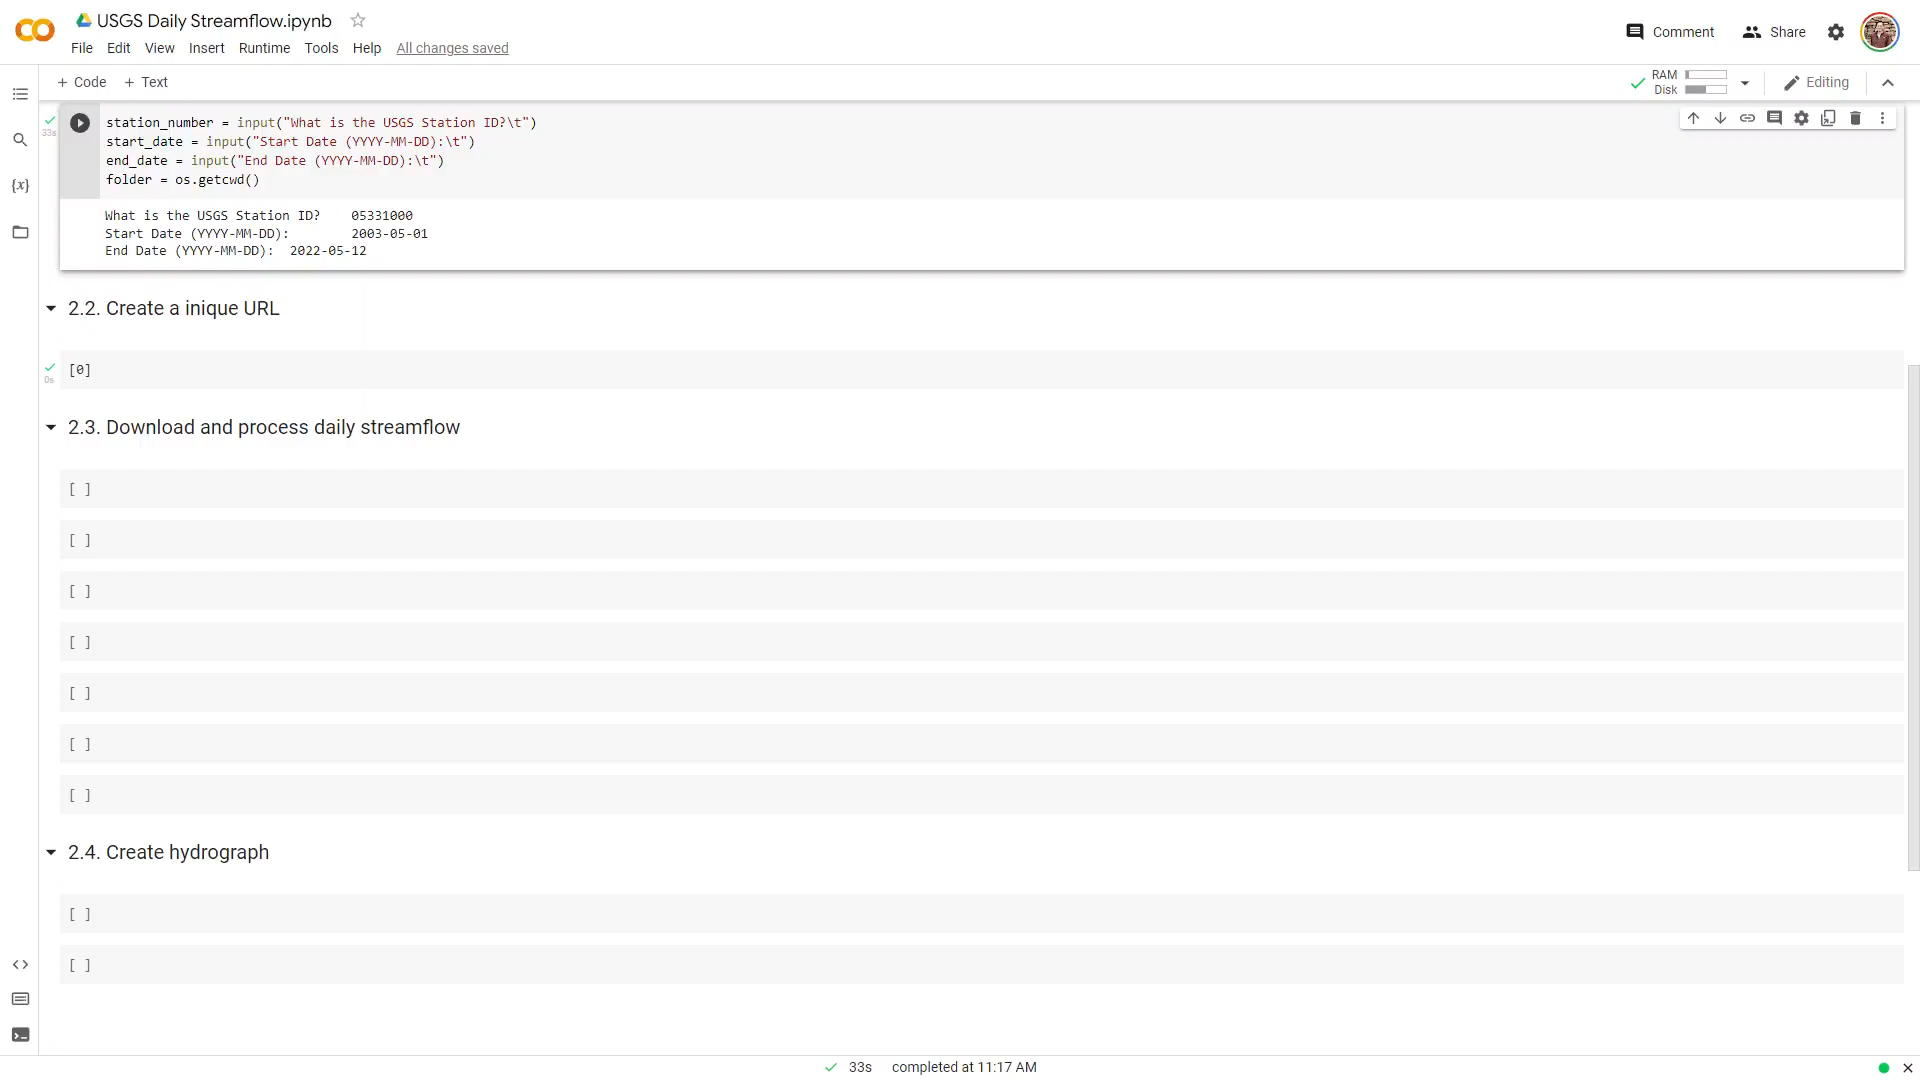 USGS Daily Streamflow.ipynb
File Edit View Insert Runtime Tools Help All changes saved
Comment Share
+ Code + Text
RAM
Disk
Editing
33s
station_number = input("What is the USGS Station ID?\t")
start_date = input("Start Date (YYYY-MM-DD):\t")
end_date = input("End Date (YYYY-MM-DD):\t")
folder = os.getcwd()
What is the USGS Station ID? 05331000
Start Date (YYYY-MM-DD): 2003-05-01
End Date (YYYY-MM-DD): 2022-05-12
{x}
2.2. Create a inique URL
[0]
0s
2.3. Download and process daily streamflow
[ ]
[ ]
[ ]
[ ]
[ ]
[ ]
[ ]
2.4. Create hydrograph
[ ]
[ ]
33s completed at 11:17 AM